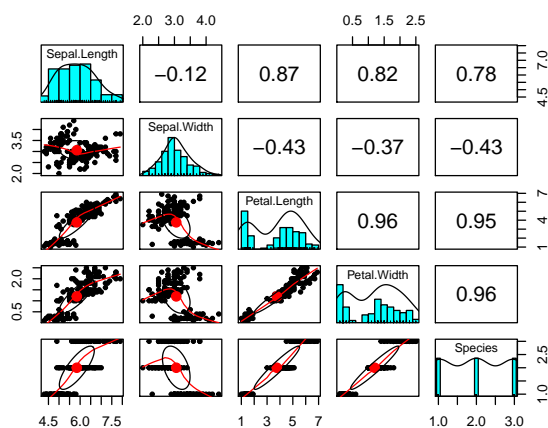 2.0 3.0 4.0
0.5 1.5 2.5
Sepal.Length
−0.12
0.87
0.82
0.78
4.5 6.0 7.0
2.0 2.5 3.5
Sepal.Width
−0.43
−0.37
−0.43
Petal.Length
0.96
0.95
1 4 7
0.5 1.5
Petal.Width
0.96
Species
1.0 2.5
4.5 6.0 7.5
1 3 5 7
1.0 2.0 3.0